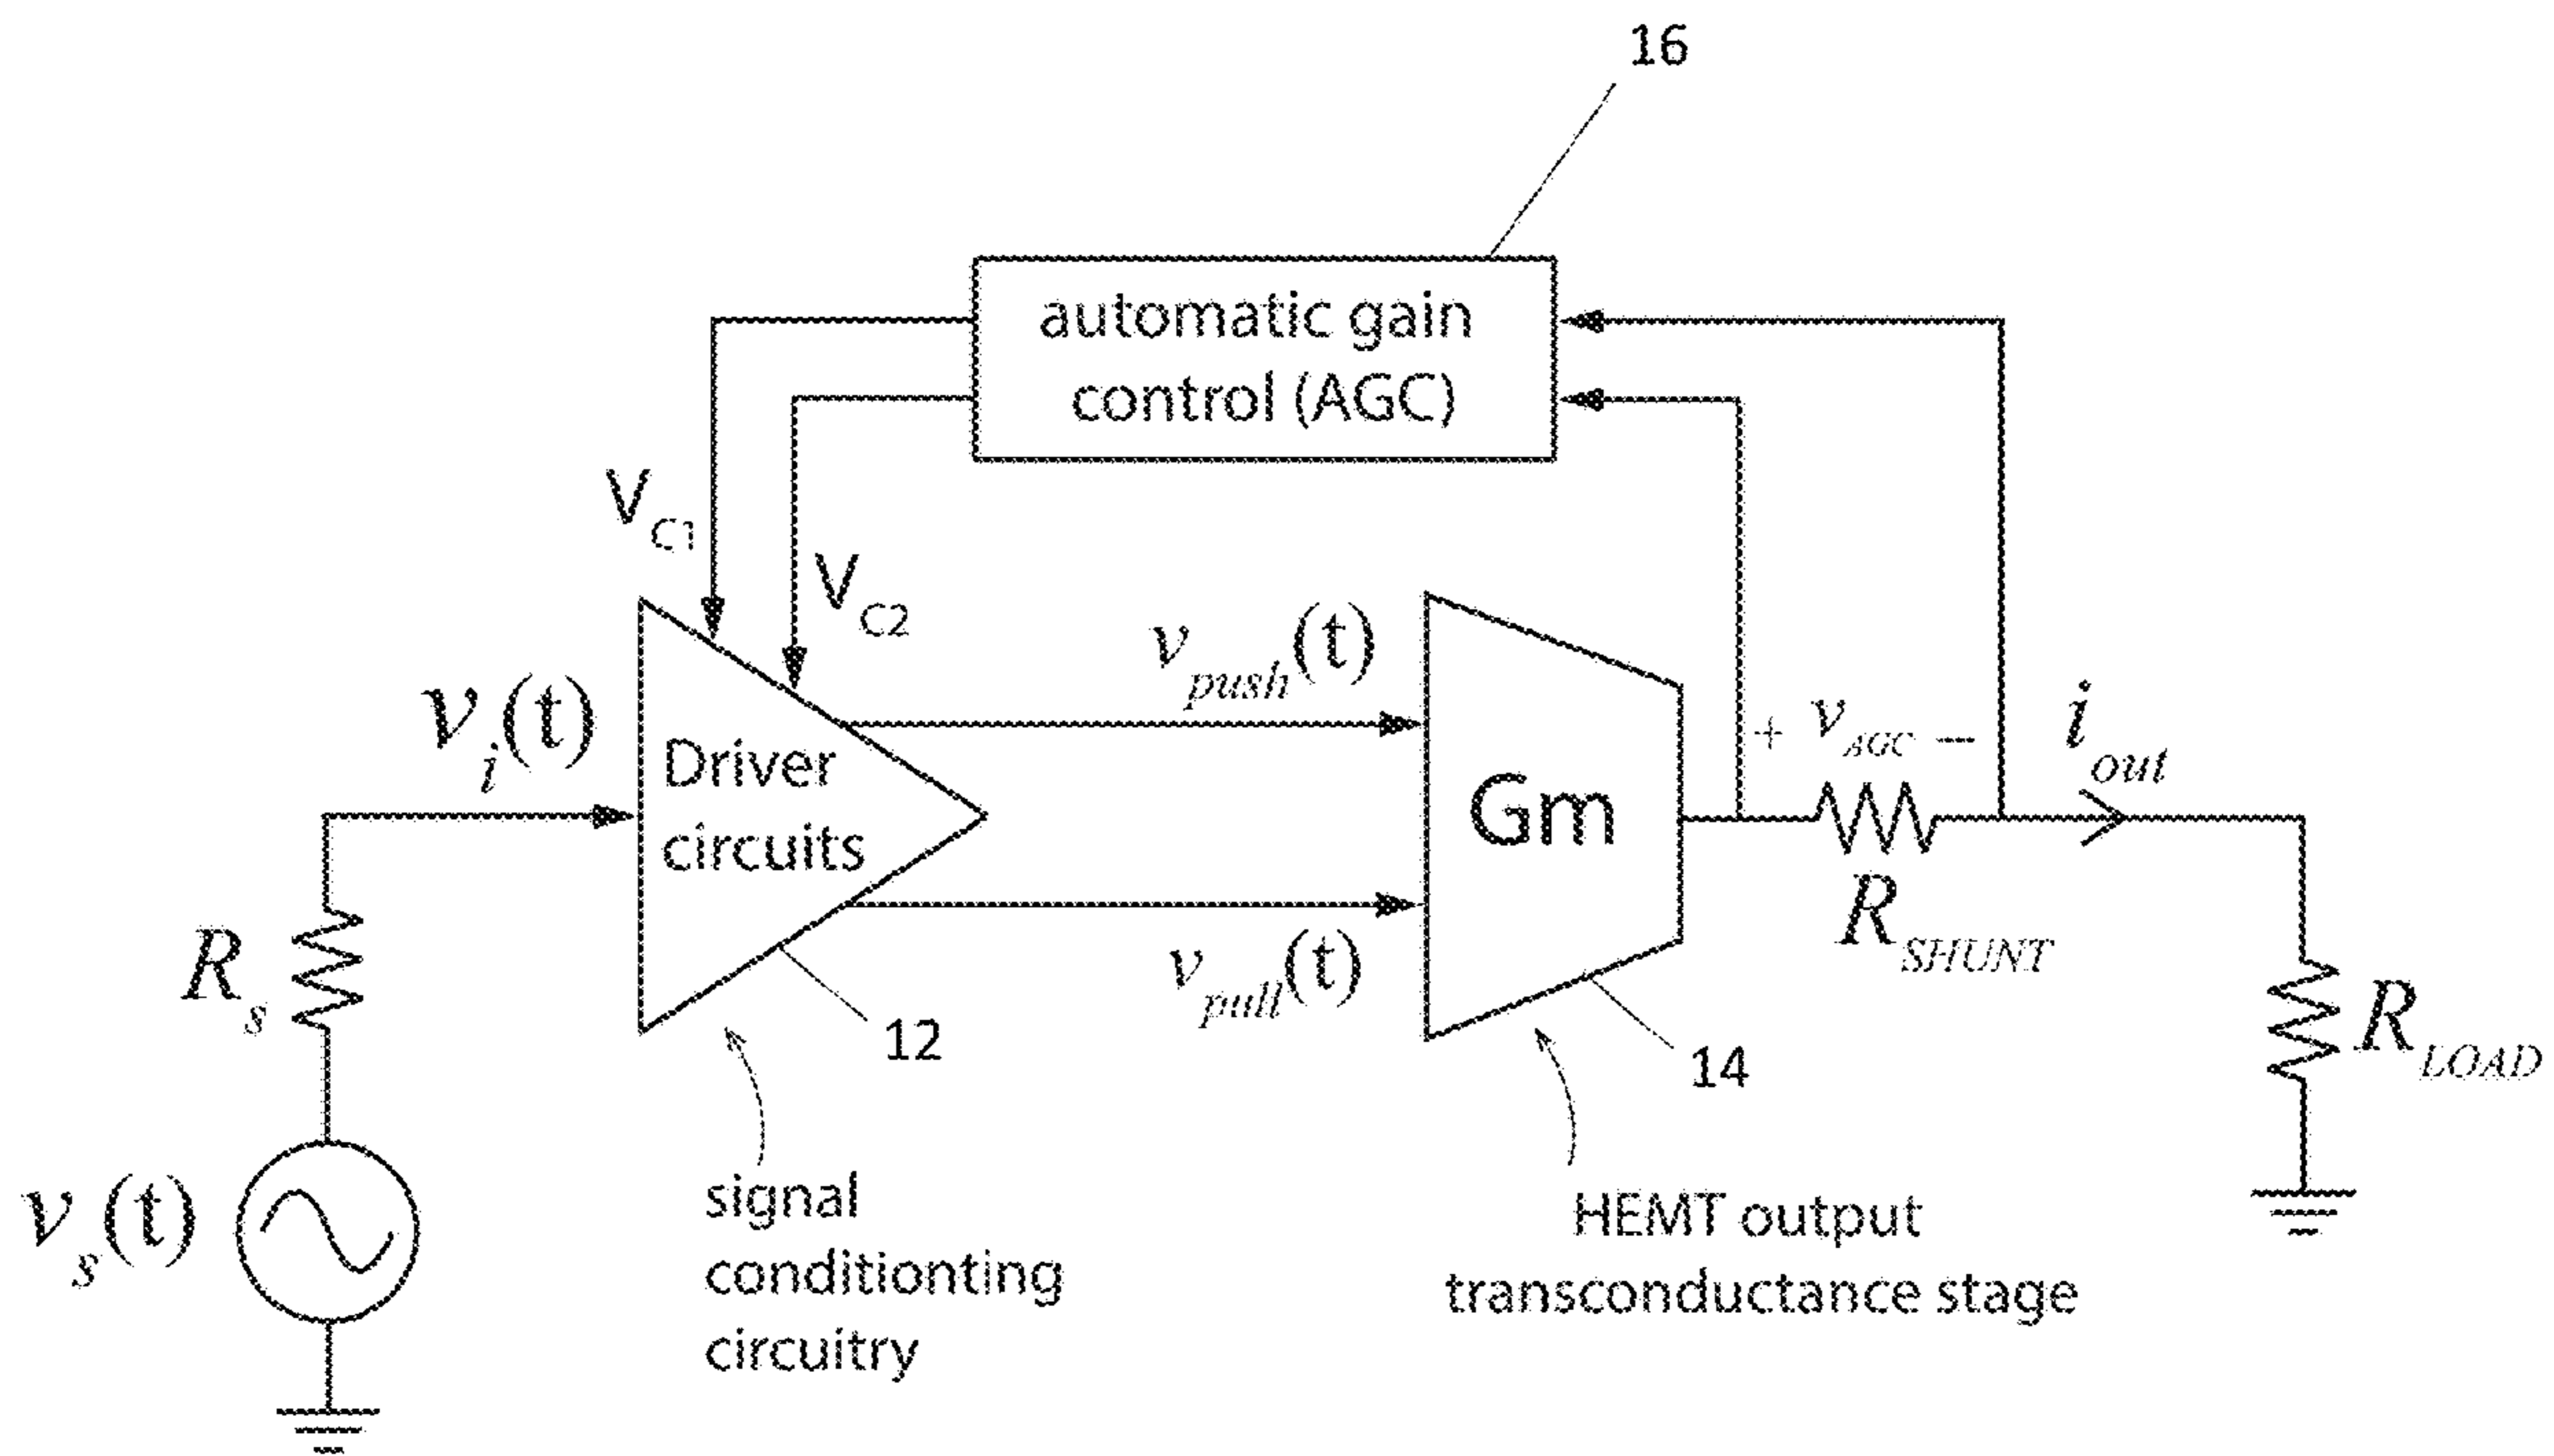 16
automatic gain
control (AGC)
VC1
VC2
vpush(t)
vi(t)
Driver
circuits
Gm
+ vAGC −
iout
RSHUNT
Rs
vpull(t)
12
14
RLOAD
vs(t)
signal
conditionting
circuitry
HEMT output
transconductance stage